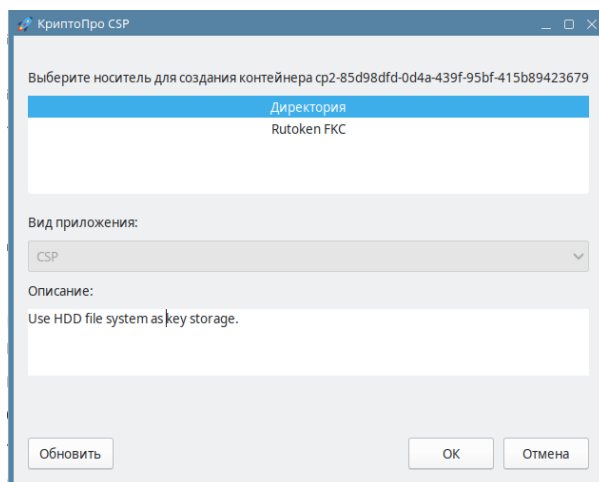 КриптоПро CSP
Выберите носитель для создания контейнера cp2-85d98dfd-0d4a-439f-95bf-415b89423679
Директория
Rutoken FKC
Вид приложения:
CSP
Описание:
Use HDD file system as key storage.
Обновить
ОК
Отмена